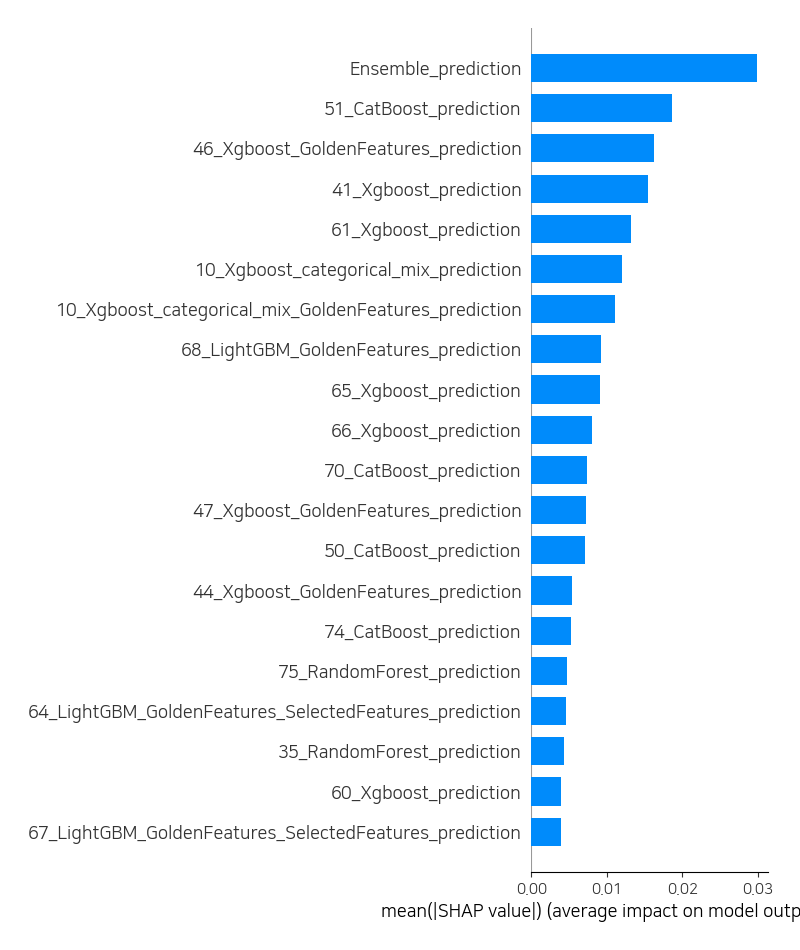 Ensemble_prediction
51_CatBoost_prediction
46_Xgboost_GoldenFeatures_prediction
41_Xgboost_prediction
61_Xgboost_prediction
10_Xgboost_categorical_mix_prediction
10_Xgboost_categorical_mix_GoldenFeatures_prediction
68_LightGBM_GoldenFeatures_prediction
65_Xgboost_prediction
66_Xgboost_prediction
70_CatBoost_prediction
47_Xgboost_GoldenFeatures_prediction
50_CatBoost_prediction
44_Xgboost_GoldenFeatures_prediction
74_CatBoost_prediction
75_RandomForest_prediction
64_LightGBM_GoldenFeatures_SelectedFeatures_prediction
35_RandomForest_prediction
60_Xgboost_prediction
67_LightGBM_GoldenFeatures_SelectedFeatures_prediction
0.00 0.01 0.02 0.03
mean(|SHAP value|) (average impact on model outp